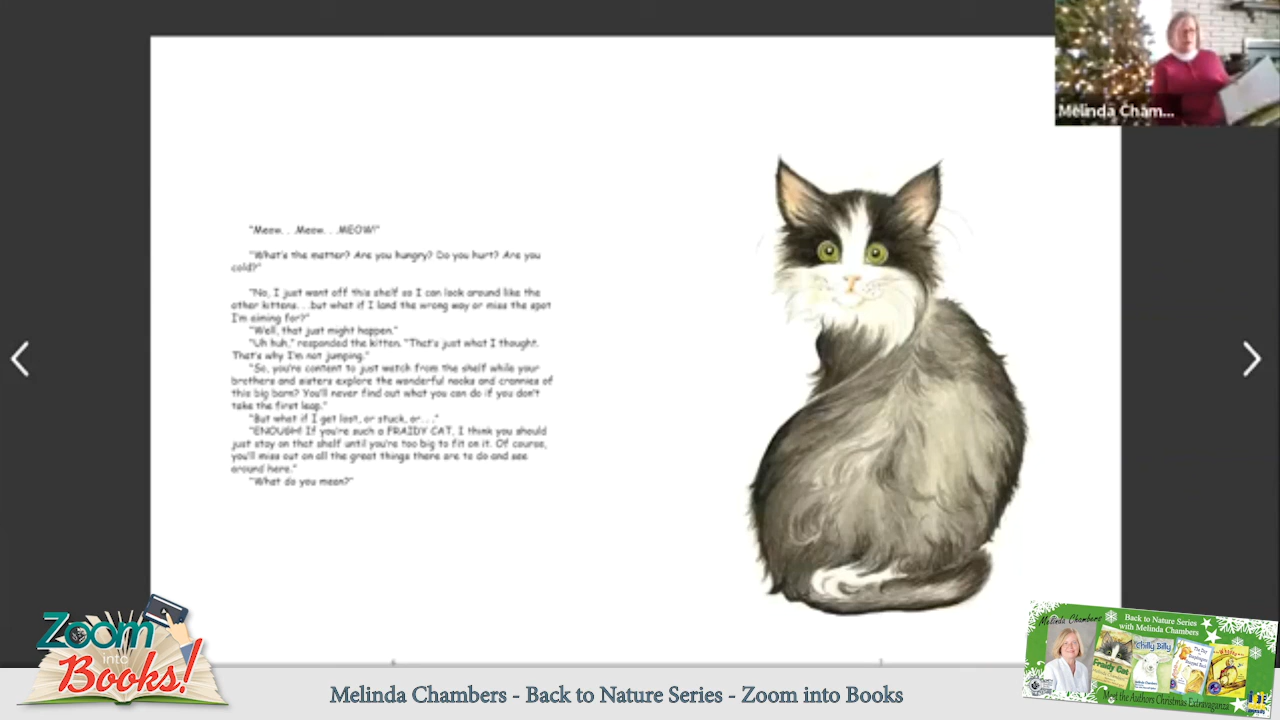 Melinda Cham...
"Meow. . .Meow. . .MEOW!"
"What's the matter? Are you hungry? Do you hurt? Are you
cold?"
"No, I just want off this shelf so I can look around like the
other kittens. . .but what if I land the wrong way or miss the spot
I'm aiming for?"
"Well, that just might happen."
"Uh huh," responded the kitten. "That's just what I thought.
That's why I'm not jumping."
"So, you're content to just watch from the shelf while your
brothers and sisters explore the wonderful nooks and crannies of
this big barn? You'll never find out what you can do if you don't
take the first leap."
"But what if I get lost, or stuck, or. . ."
"ENOUGH! If you're such a FRAIDY CAT, I think you should
just stay on that shelf until you're too big to fit on it. Of course,
you'll miss out on all the great things there are to do and see
around here."
"What do you mean?"
Zoom
into
Books!
Melinda Chambers - Back to Nature Series - Zoom into Books
Melinda Chambers
Back to Nature Series
with Melinda Chambers
Fraidy Cat
Chilly Billy
Meet the Authors Christmas Extravaganza